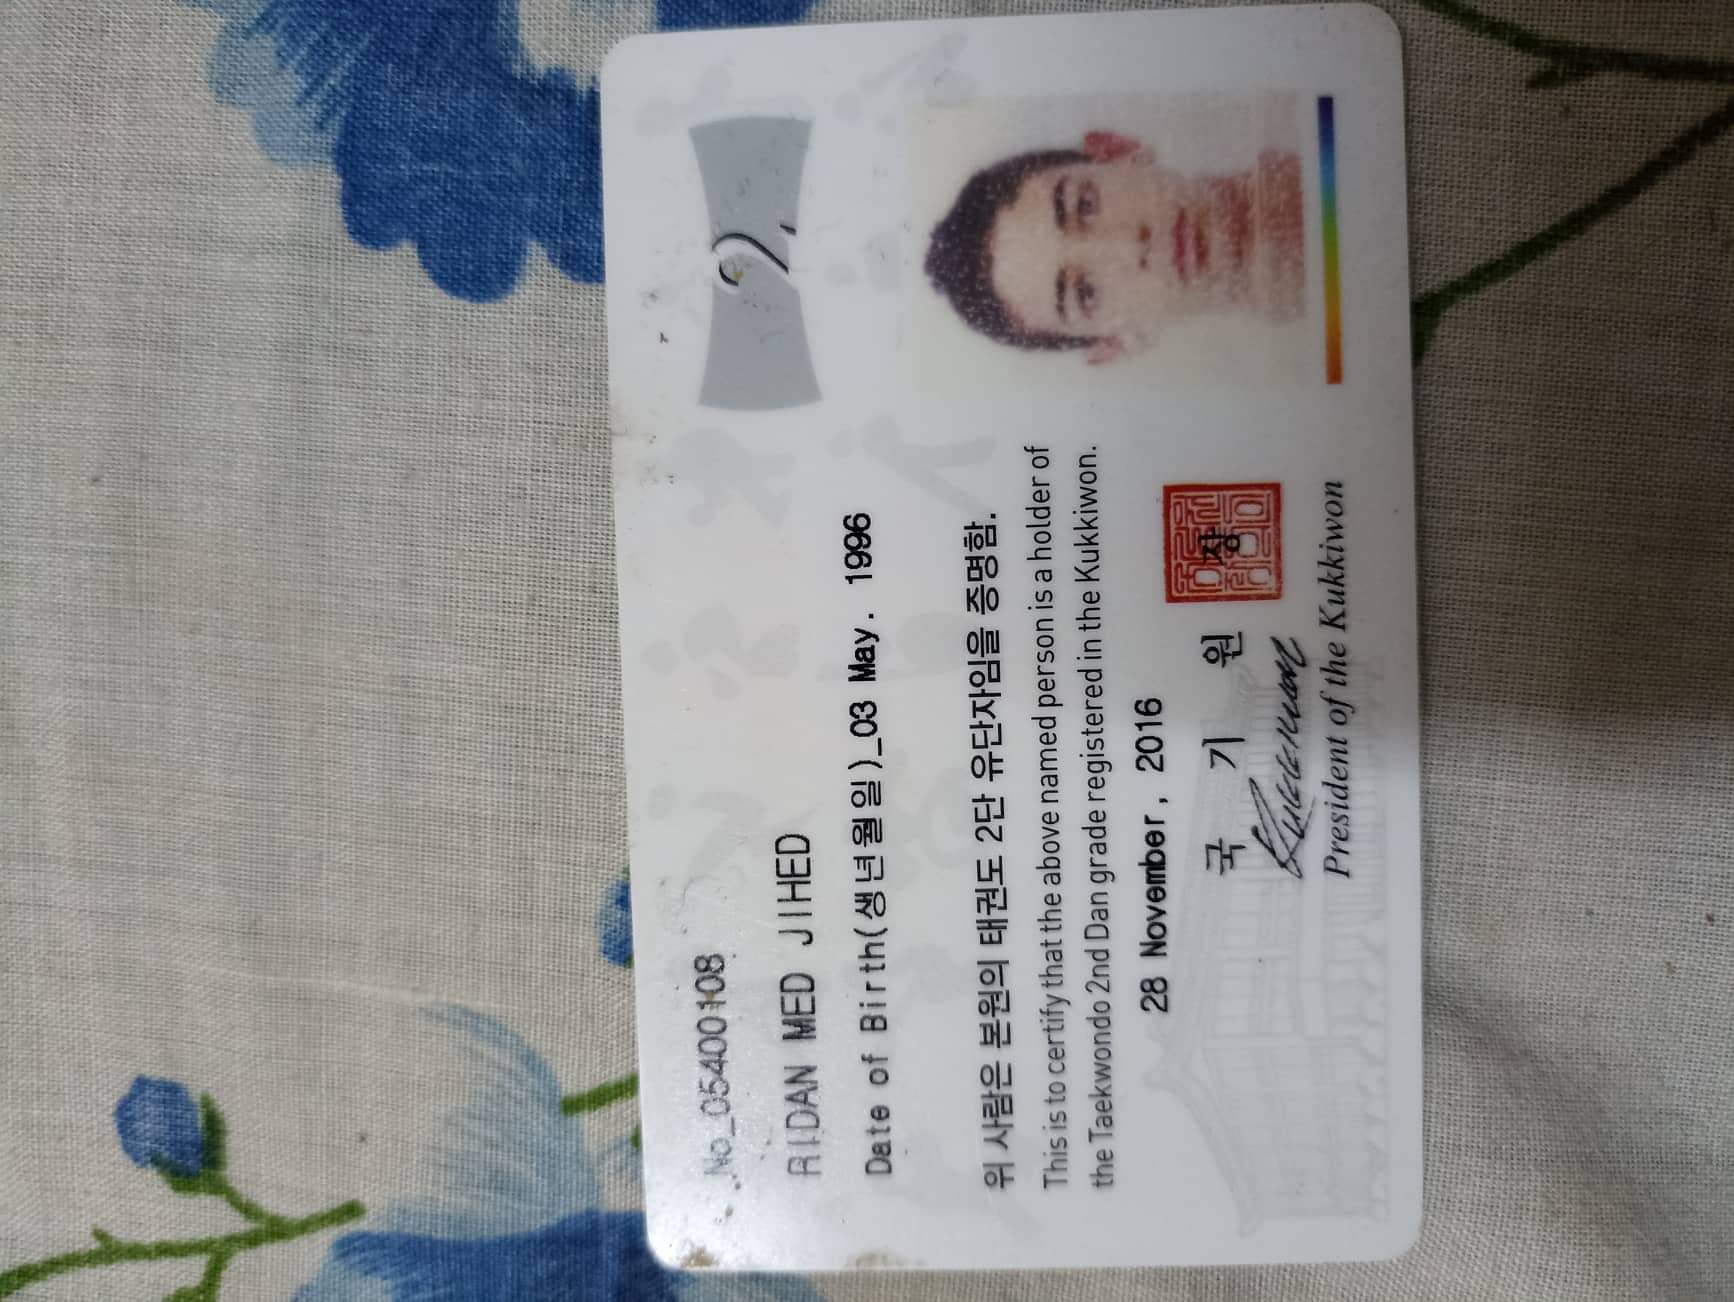 No_05400108
RIDAN MED JIHED
Date of Birth(생년월일)_03 May. 1996
위 사람은 본원의 태권도 2단 유단자임을 증명함.
This is to certify that the above named person is a holder of
the Taekwondo 2nd Dan grade registered in the Kukkiwon.
28 November, 2016
국 기 원 장
President of the Kukkiwon